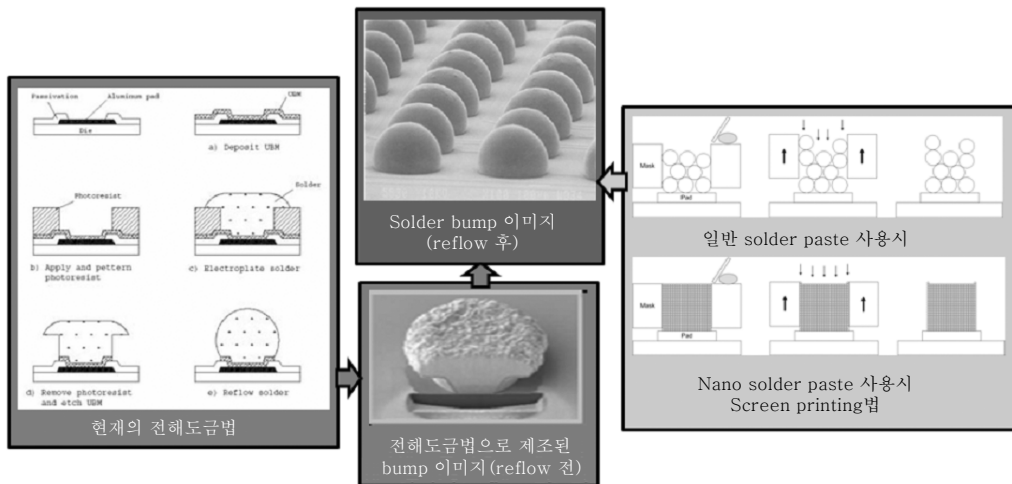 Passivation
Aluminum pad
Die
UBM
a) Deposit UBM
Photoresist
b) Apply and pettern
photoresist
Solder
c) Electroplate solder
d) Remove photoresist
and etch UBM
e) Reflow solder
현재의 전해도금법
Solder bump 이미지
(reflow 후)
전해도금법으로 제조된
bump 이미지(reflow 전)
Mask
Pad
일반 solder paste 사용시
Mask
Pad
Nano solder paste 사용시
Screen printing법